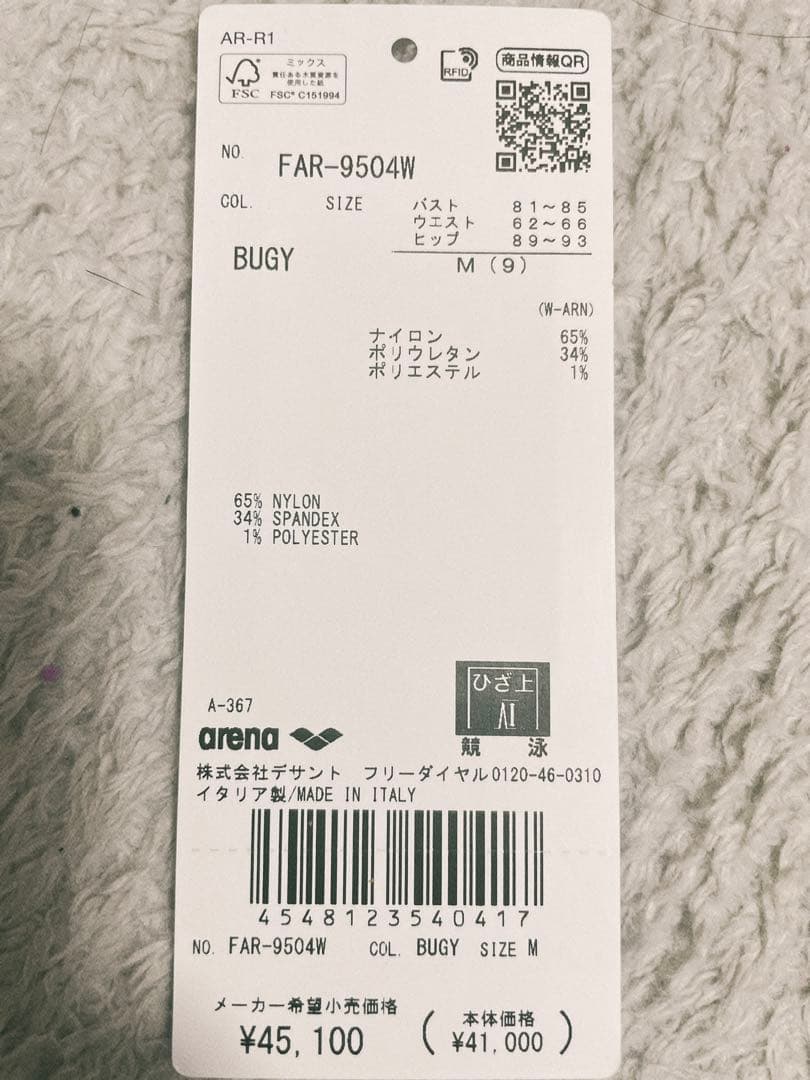 AR-R1
ミックス
責任ある木質資源を
使用した紙
FSC
FSC® C151994
RFID
商品情報QR
NO. FAR-9504W
COL. SIZE バスト 81~85
ウエスト 62~66
ヒップ 89~93
BUGY M(9)
(W-ARN)
ナイロン 65%
ポリウレタン 34%
ポリエステル 1%
65% NYLON
34% SPANDEX
1% POLYESTER
ひざ上
A-367
arena
競 泳
株式会社デサント フリーダイヤル0120-46-0310
イタリア製/MADE IN ITALY
4548123540417
NO. FAR-9504W COL. BUGY SIZE M
メーカー希望小売価格
¥45,100
(本体価格
¥41,000)